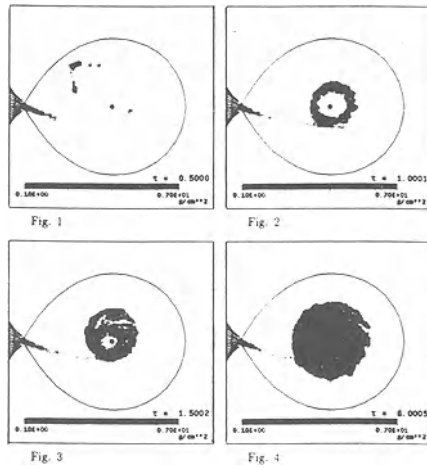 τ = 0.5000
0.10E+00 0.70E+01
g/cm**2
Fig. 1
τ = 1.0001
0.10E+00 0.70E+01
g/cm**2
Fig. 2
τ = 1.5002
0.10E+00 0.70E+01
g/cm**2
Fig. 3
τ =
0.10E+00 0.70E+01
g/cm**2
Fig. 4